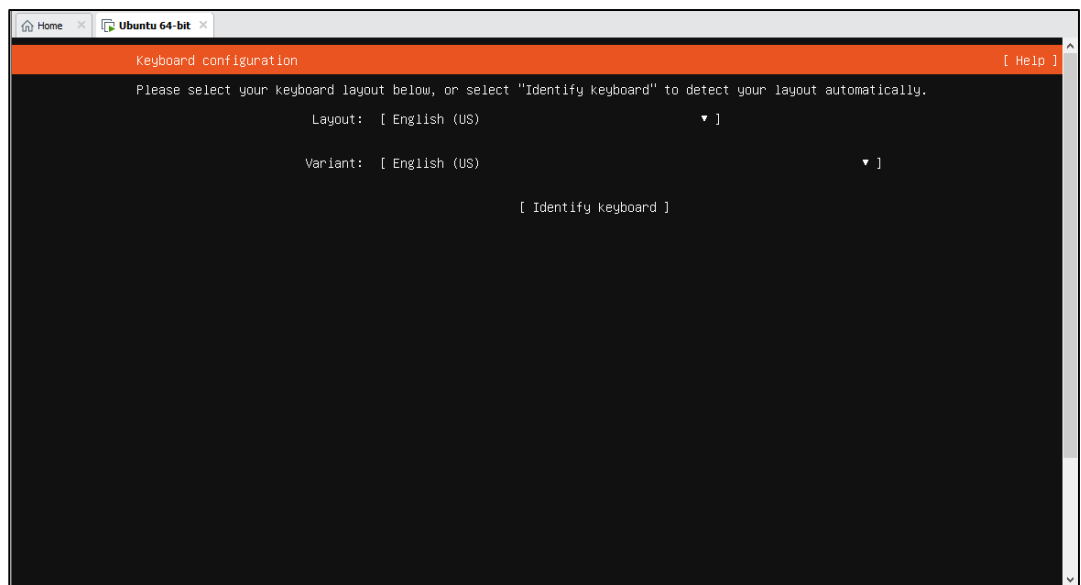 Home
Ubuntu 64-bit
Keyboard configuration [ Help ]
Please select your keyboard layout below, or select "Identify keyboard" to detect your layout automatically.
Layout: [ English (US) ▾ ]
Variant: [ English (US) ▾ ]
[ Identify keyboard ]